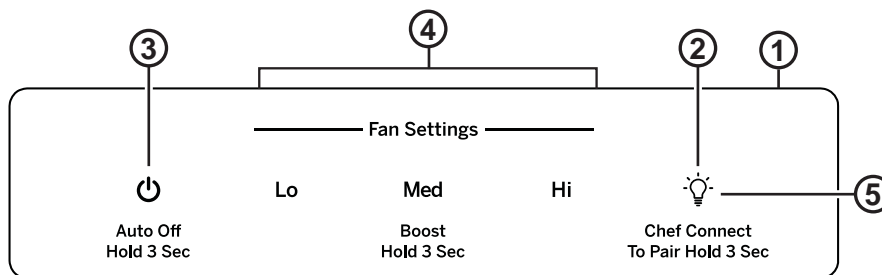 3
4
2
1
Fan Settings
Lo
Med
Hi
5
Auto Off
Hold 3 Sec
Boost
Hold 3 Sec
Chef Connect
To Pair Hold 3 Sec